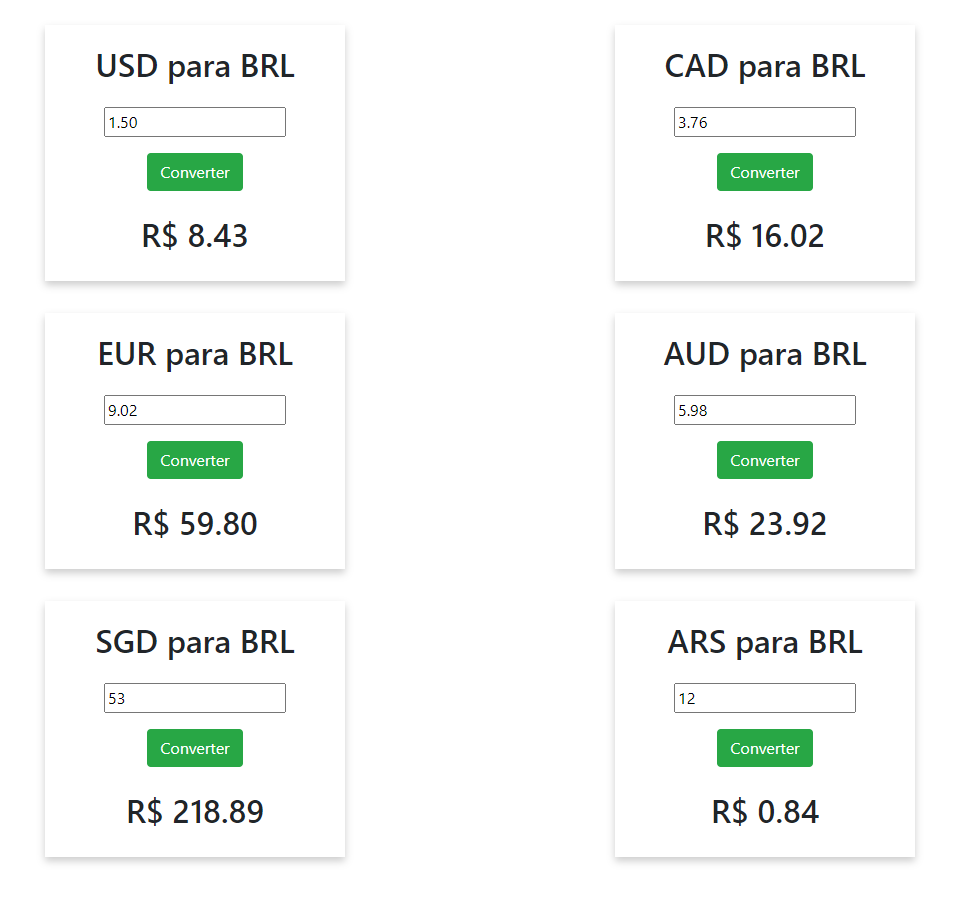 USD para BRL
1.50
Converter
R$ 8.43
CAD para BRL
3.76
Converter
R$ 16.02
EUR para BRL
9.02
Converter
R$ 59.80
AUD para BRL
5.98
Converter
R$ 23.92
SGD para BRL
53
Converter
R$ 218.89
ARS para BRL
12
Converter
R$ 0.84